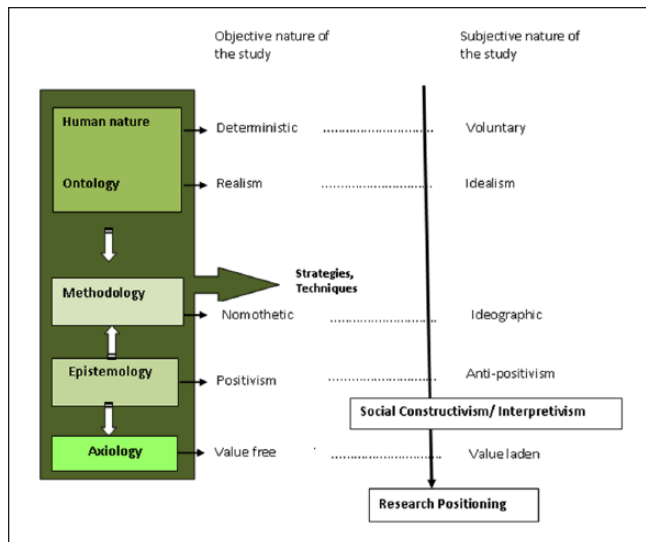 Objective nature of
the study
Subjective nature of
the study
Human nature
Deterministic
Voluntary
Ontology
Realism
Idealism
Strategies,
Techniques
Methodology
Nomothetic
Ideographic
Epistemology
Positivism
Anti-positivism
Social Constructivism/ Interpretivism
Axiology
Value free
Value laden
Research Positioning